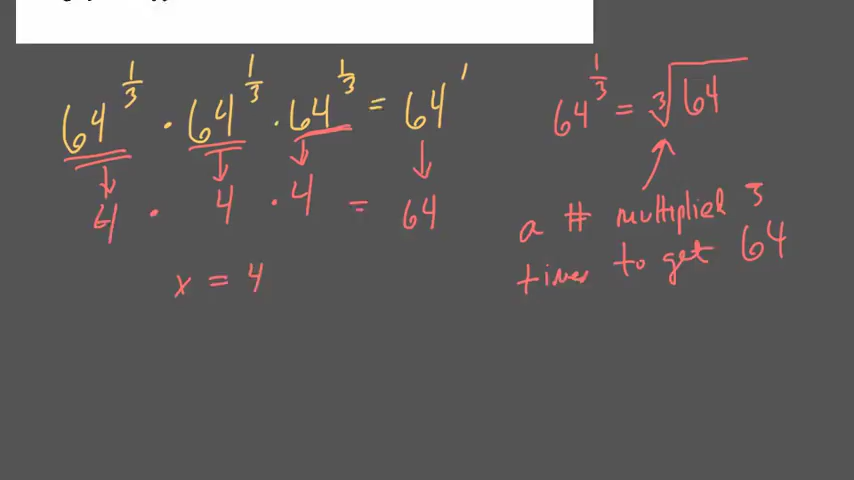 64^{1/3} · 64^{1/3} · 64^{1/3} = 64^1
4 · 4 · 4 = 64
x = 4
64^{1/3} = ∛64
a # multiplied 3
times to get 64